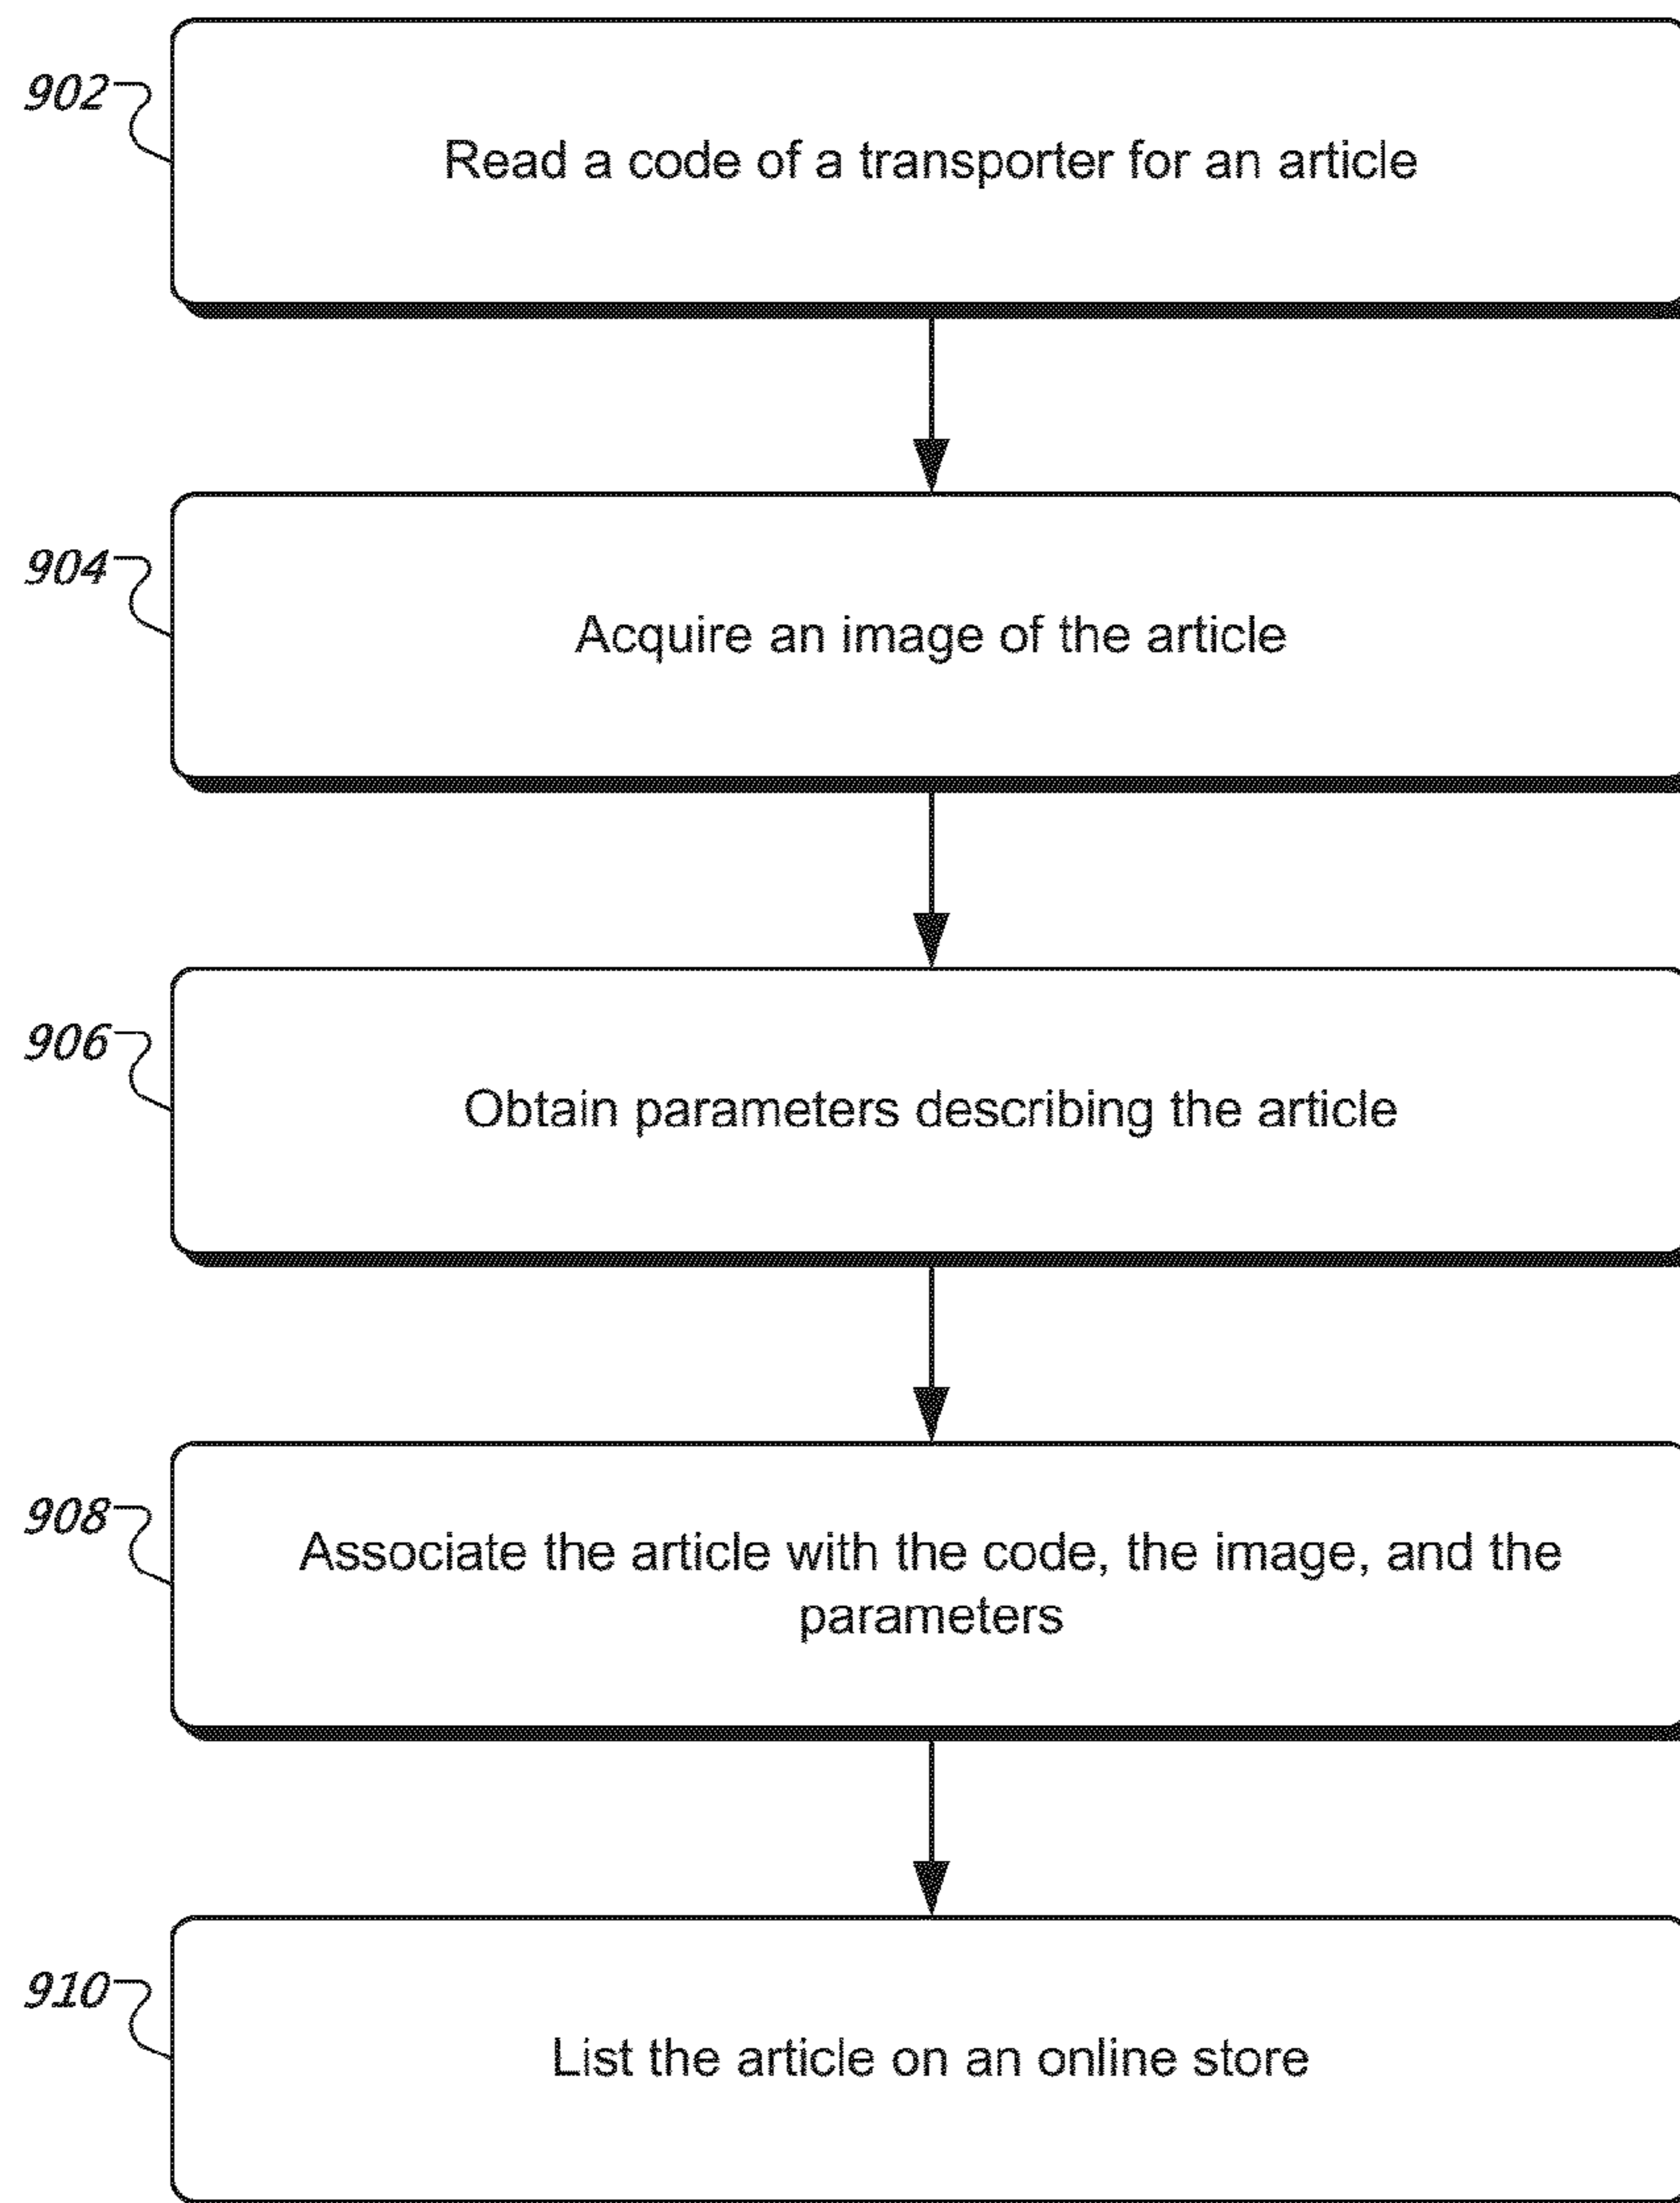 902
Read a code of a transporter for an article
904
Acquire an image of the article
906
Obtain parameters describing the article
908
Associate the article with the code, the image, and the
parameters
910
List the article on an online store